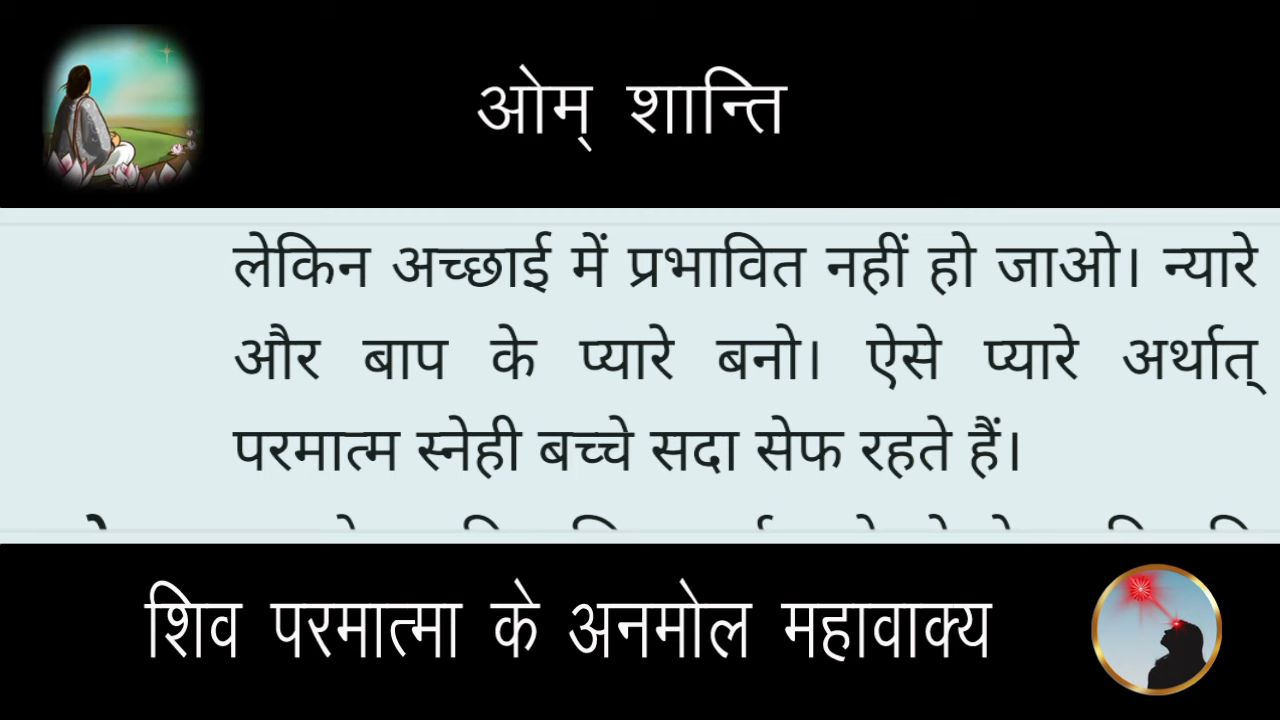 ओम् शान्ति
लेकिन अच्छाई में प्रभावित नहीं हो जाओ। न्यारे
और बाप के प्यारे बनो। ऐसे प्यारे अर्थात्
परमात्म स्नेही बच्चे सदा सेफ रहते हैं।
शिव परमात्मा के अनमोल महावाक्य